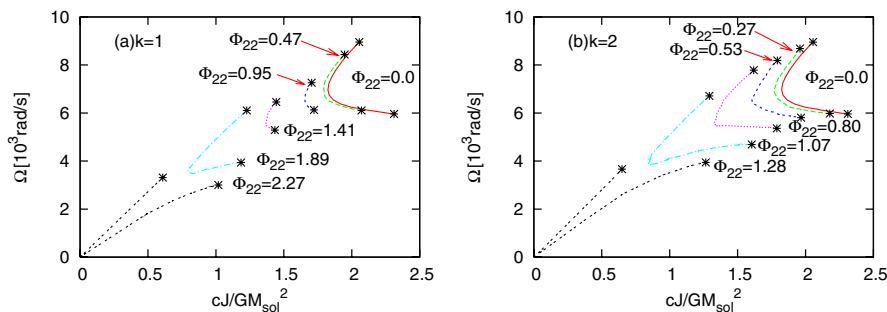 10
8
6
4
2
0
0
0.5
1
1.5
2
2.5
Ω[10³rad/s]
cJ/GM_sol²
(a)k=1
Φ₂₂=0.47
Φ₂₂=0.95
Φ₂₂=0.0
Φ₂₂=1.41
Φ₂₂=1.89
Φ₂₂=2.27
10
8
6
4
2
0
0
0.5
1
1.5
2
2.5
Ω[10³rad/s]
cJ/GM_sol²
(b)k=2
Φ₂₂=0.27
Φ₂₂=0.53
Φ₂₂=0.0
Φ₂₂=0.80
Φ₂₂=1.07
Φ₂₂=1.28